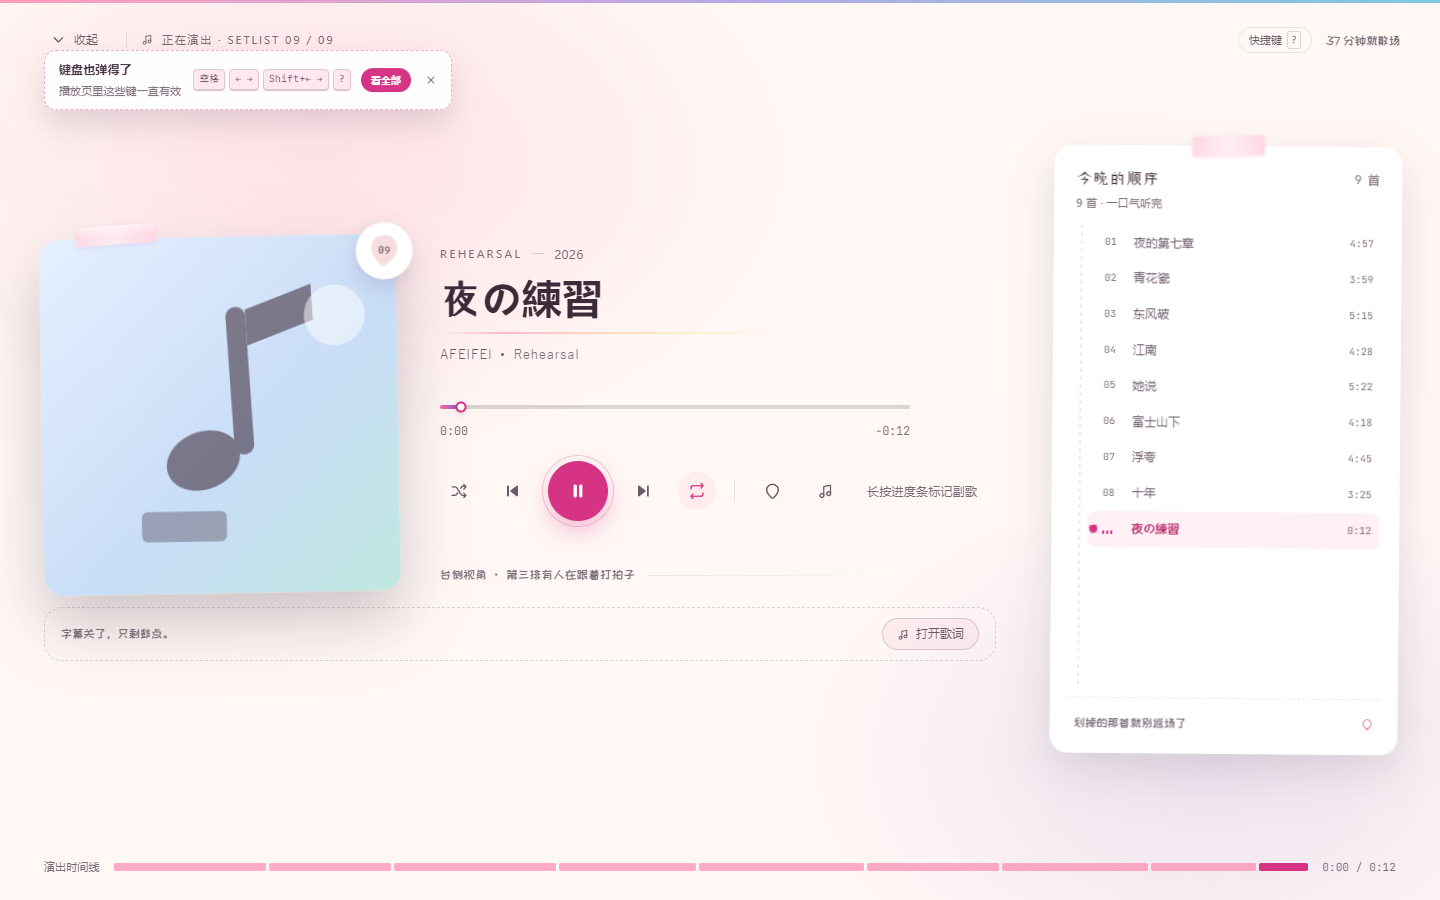 收起
正在演出 · SETLIST 09 / 09
快捷键 ?
37 分钟就散场
键盘也弹得了
播放页里这些键一直有效
空格 ← → Shift+← → ? 看全部 ×
09
REHEARSAL — 2026
夜の練習
AFEIFEI • Rehearsal
0:00 -0:12
长按进度条标记副歌
台侧视角 · 第三排有人在跟着打拍子
字幕关了，只剩鼓点。
打开歌词
今晚的顺序 9 首
9 首 · 一口气听完
01 夜的第七章 4:57
02 青花瓷 3:59
03 东风破 5:15
04 江南 4:28
05 她说 5:22
06 富士山下 4:18
07 浮夸 4:45
08 十年 3:25
... 夜の練習 0:12
划掉的那首就别返场了
演出时间线 0:00 / 0:12